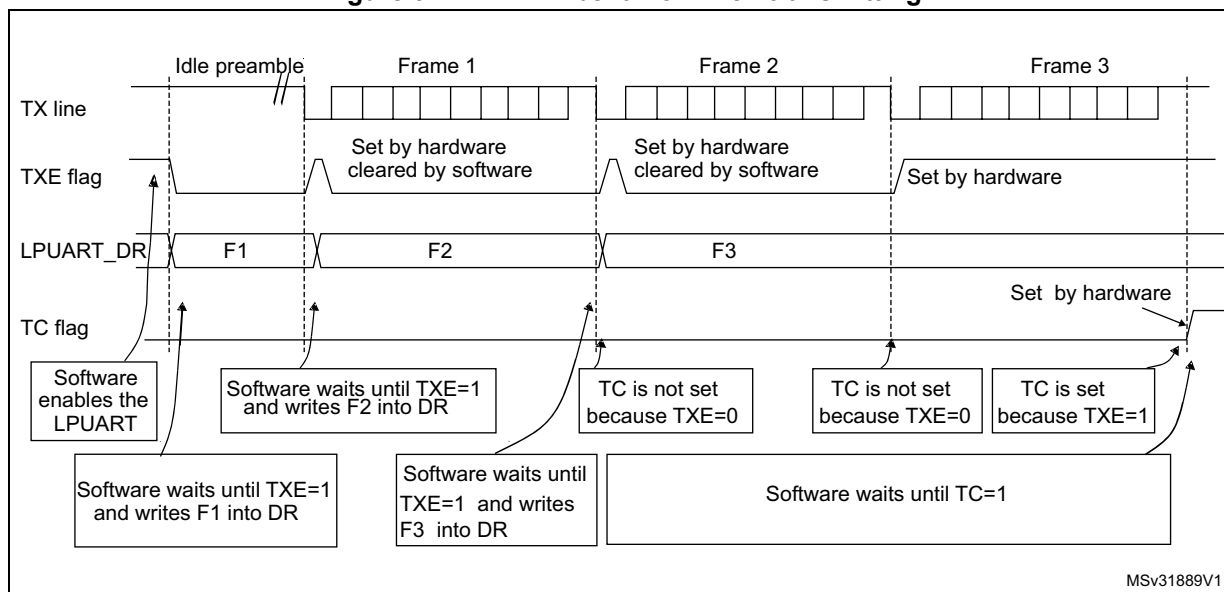 Idle preamble
Frame 1
Frame 2
Frame 3
TX line
Set by hardware
cleared by software
Set by hardware
cleared by software
TXE flag
Set by hardware
LPUART_DR
F1
F2
F3
Set by hardware
TC flag
Software
enables the
LPUART
Software waits until TXE=1
and writes F2 into DR
TC is not set
because TXE=0
TC is not set
because TXE=0
TC is set
because TXE=1
Software waits until TXE=1
and writes F1 into DR
Software waits until
TXE=1 and writes
F3 into DR
Software waits until TC=1
MSv31889V1